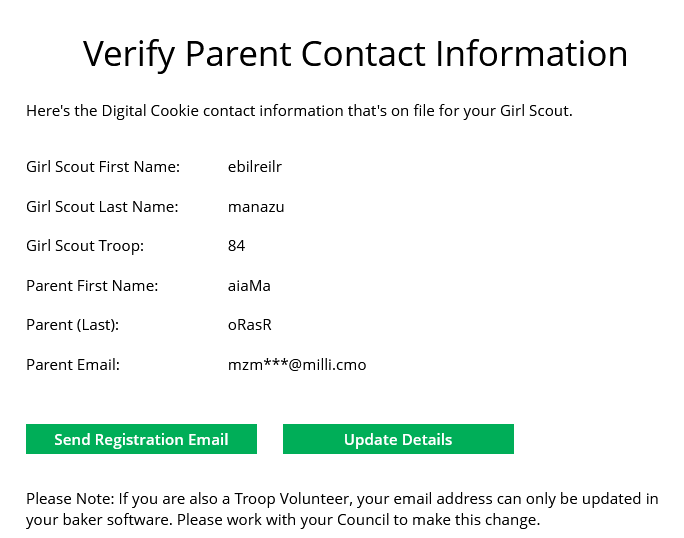 Verify Parent Contact Information
Here's the Digital Cookie contact information that's on file for your Girl Scout.
Girl Scout First Name: ebilreilr
Girl Scout Last Name: manazu
Girl Scout Troop: 84
Parent First Name: aiaMa
Parent (Last): oRasR
Parent Email: mzm***@milli.cmo
Send Registration Email Update Details
Please Note: If you are also a Troop Volunteer, your email address can only be updated in
your baker software. Please work with your Council to make this change.